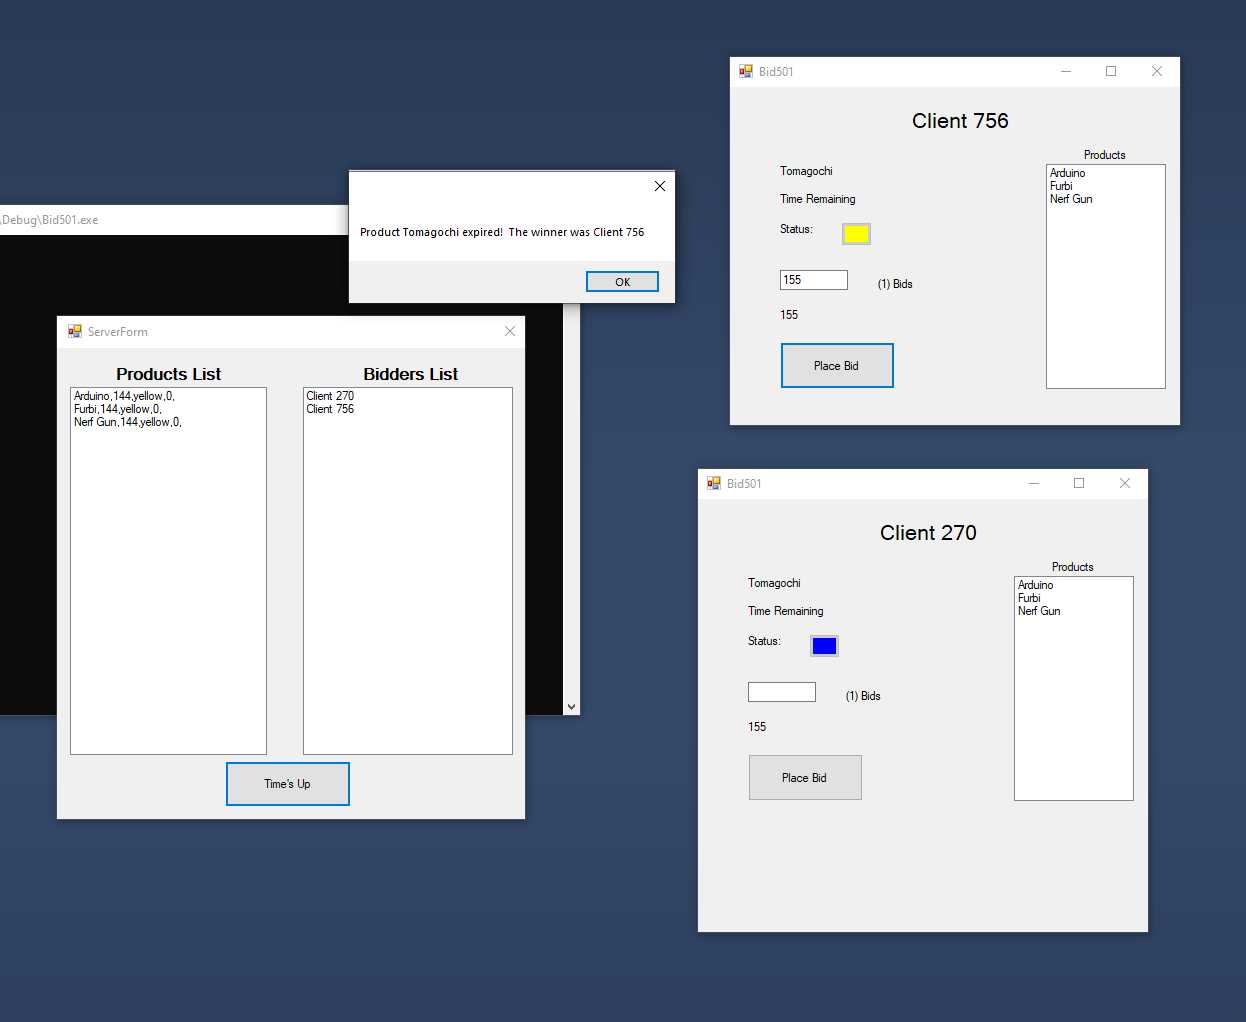 \Debug\Bid501.exe
Product Tomagochi expired!  The winner was Client 756
OK
ServerForm
Products List
Bidders List
Arduino,144,yellow,0,
Furbi,144,yellow,0,
Nerf Gun,144,yellow,0,
Client 270
Client 756
Time's Up
Bid501
Client 756
Products
Tomagochi
Time Remaining
Status:
155
(1) Bids
155
Place Bid
Arduino
Furbi
Nerf Gun
Bid501
Client 270
Products
Tomagochi
Time Remaining
Status:
(1) Bids
155
Place Bid
Arduino
Furbi
Nerf Gun